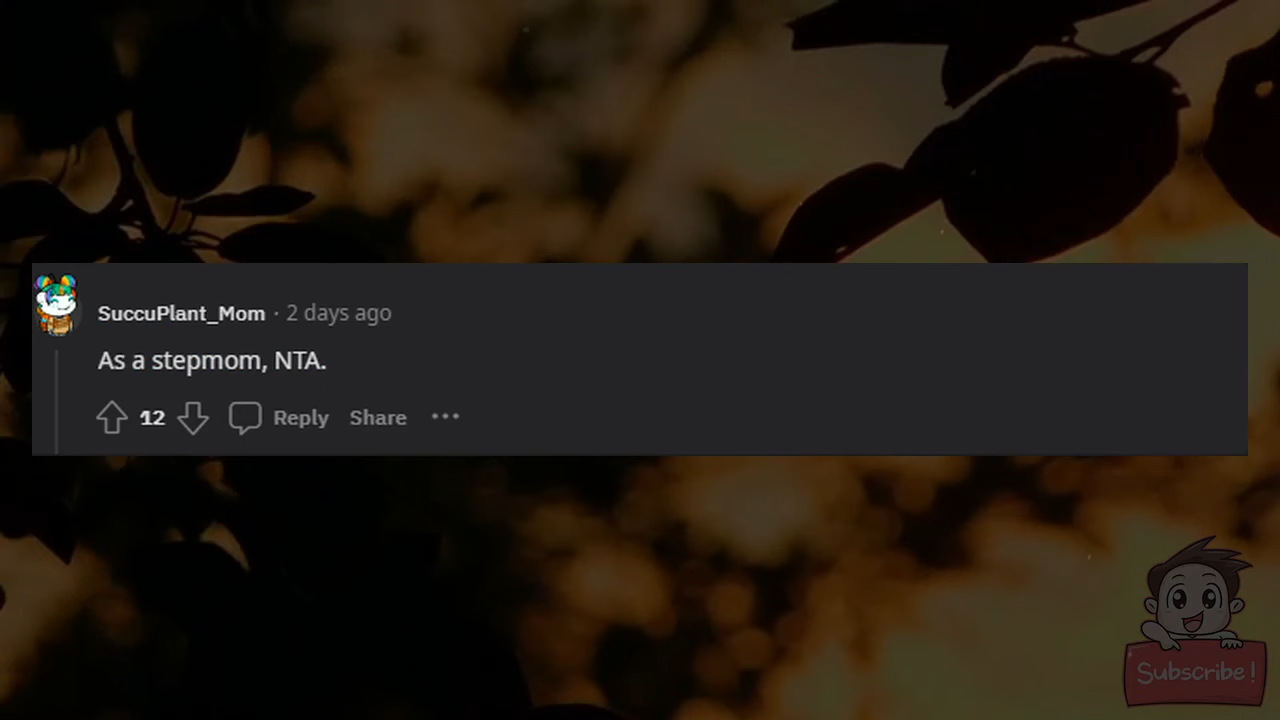 SuccuPlant_Mom · 2 days ago
As a stepmom, NTA.
12 Reply Share ···
Subscribe!